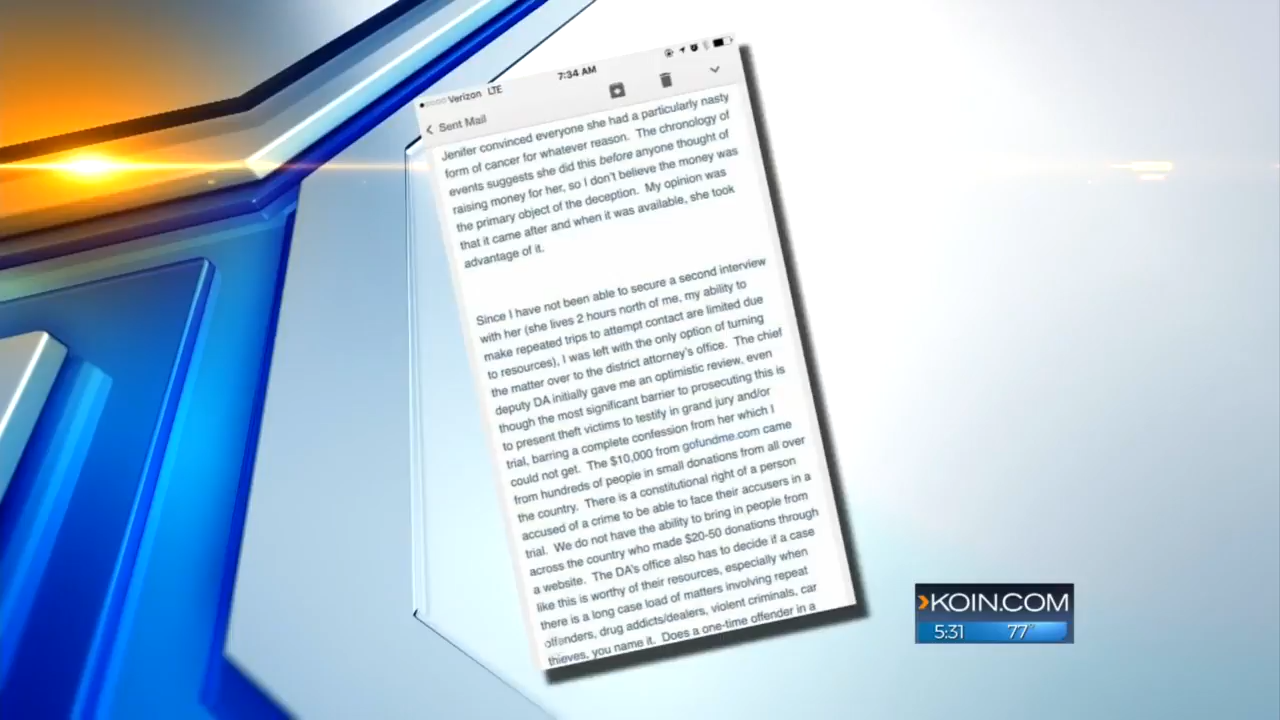 Verizon LTE 7:34 AM
Sent Mail
Jenifer convinced everyone she had a particularly nasty
form of cancer for whatever reason. The chronology of
events suggests she did this before anyone thought of
raising money for her, so I don't believe the money was
the primary object of the deception. My opinion was
that it came after and when it was available, she took
advantage of it.
Since I have not been able to secure a second interview
with her (she lives 2 hours north of me, my ability to
make repeated trips to attempt contact are limited due
to resources), I was left with the only option of turning
the matter over to the district attorney's office. The chief
deputy DA initially gave me an optimistic review, even
though the most significant barrier to prosecuting this is
to present theft victims to testify in grand jury and/or
trial, barring a complete confession from her which I
could not get. The $10,000 from gofundme.com came
from hundreds of people in small donations from all over
the country. There is a constitutional right of a person
accused of a crime to be able to face their accusers in a
trial. We do not have the ability to bring in people from
across the country who made $20-50 donations through
a website. The DA's office also has to decide if a case
like this is worthy of their resources, especially when
there is a long case load of matters involving repeat
offenders, drug addicts/dealers, violent criminals, car
thieves, you name it. Does a one-time offender in a
KOIN.COM
5:31 77°